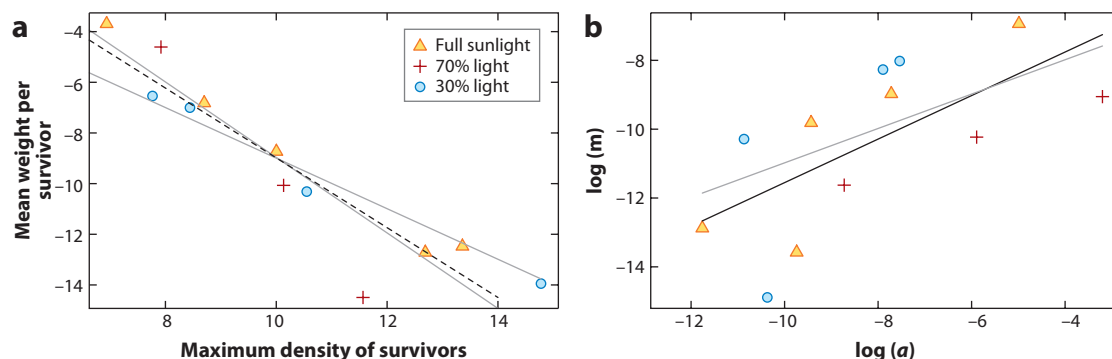 a
−4
−6
−8
−10
−12
−14
Mean weight per
survivor
Full sunlight
70% light
30% light
8
10
12
14
Maximum density of survivors
b
−8
−10
−12
−14
log (m)
−12
−10
−8
−6
−4
log (a)